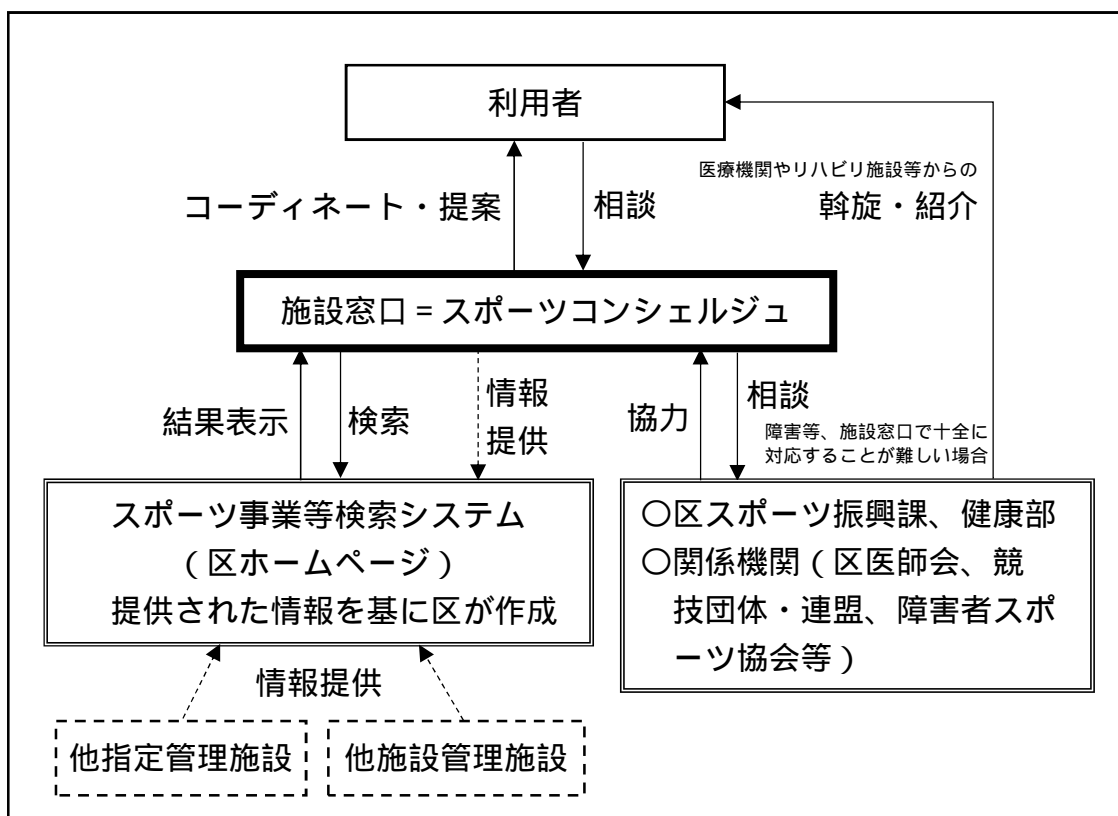 利用者
医療機関やリハビリ施設等からの
斡旋・紹介
コーディネート・提案
相談
施設窓口＝スポーツコンシェルジュ
結果表示
検索
情報
提供
協力
相談
障害等、施設窓口で十全に
対応することが難しい場合
スポーツ事業等検索システム
（区ホームページ）
提供された情報を基に区が作成
○区スポーツ振興課、健康部
○関係機関（区医師会、競
技団体・連盟、障害者スポ
ーツ協会等）
情報提供
他指定管理施設
他施設管理施設